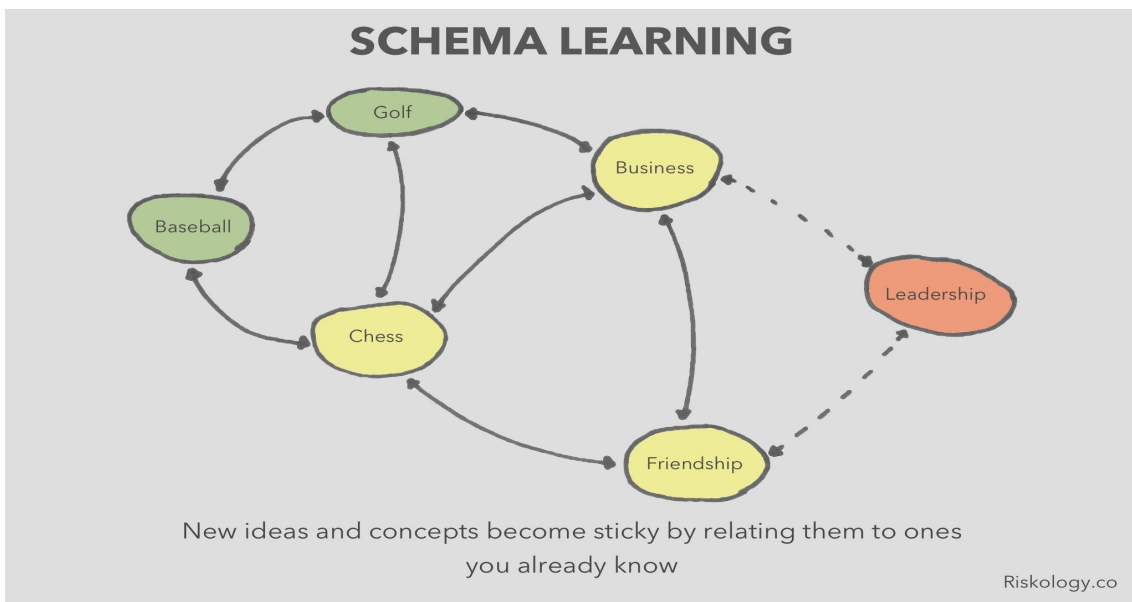 SCHEMA LEARNING
Golf
Business
Baseball
Leadership
Chess
Friendship
New ideas and concepts become sticky by relating them to ones
you already know
Riskology.co